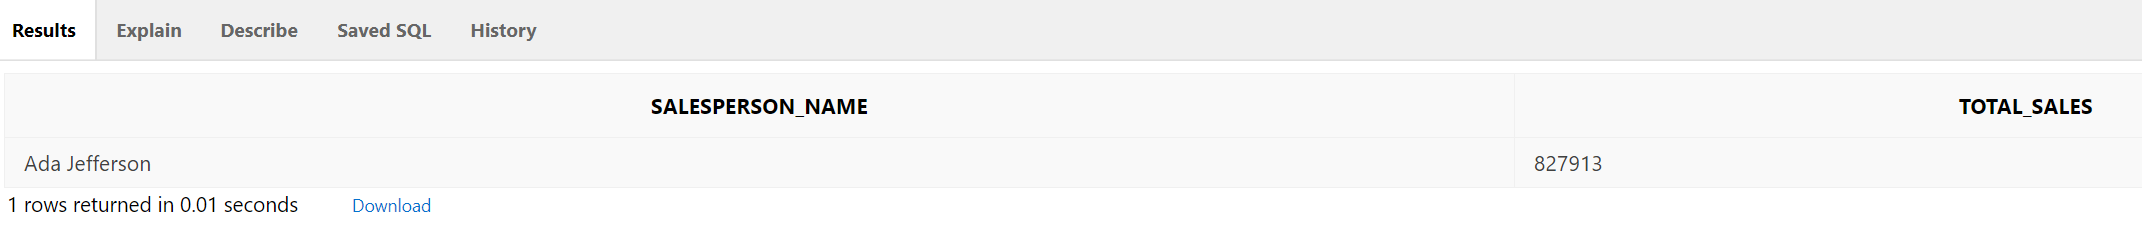 Results Explain Describe Saved SQL History
SALESPERSON_NAME TOTAL_SALES
Ada Jefferson 827913
1 rows returned in 0.01 seconds Download